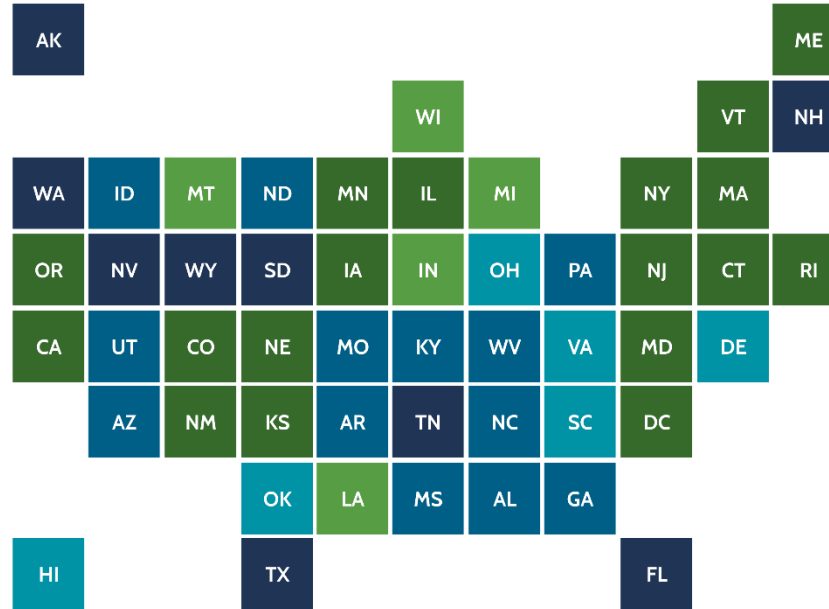 AK ME
WI VT NH
WA ID MT ND MN IL MI NY MA
OR NV WY SD IA IN OH PA NJ CT RI
CA UT CO NE MO KY WV VA MD DE
AZ NM KS AR TN NC SC DC
OK LA MS AL GA
HI TX FL